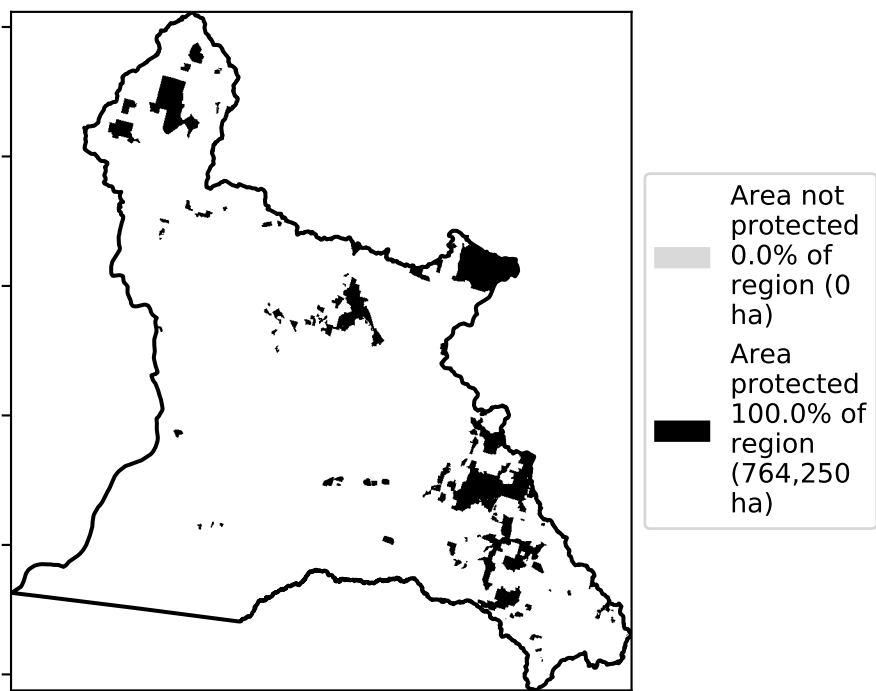 Area not
protected
0.0% of
region (0
ha)
Area
protected
100.0% of
region
(764,250
ha)